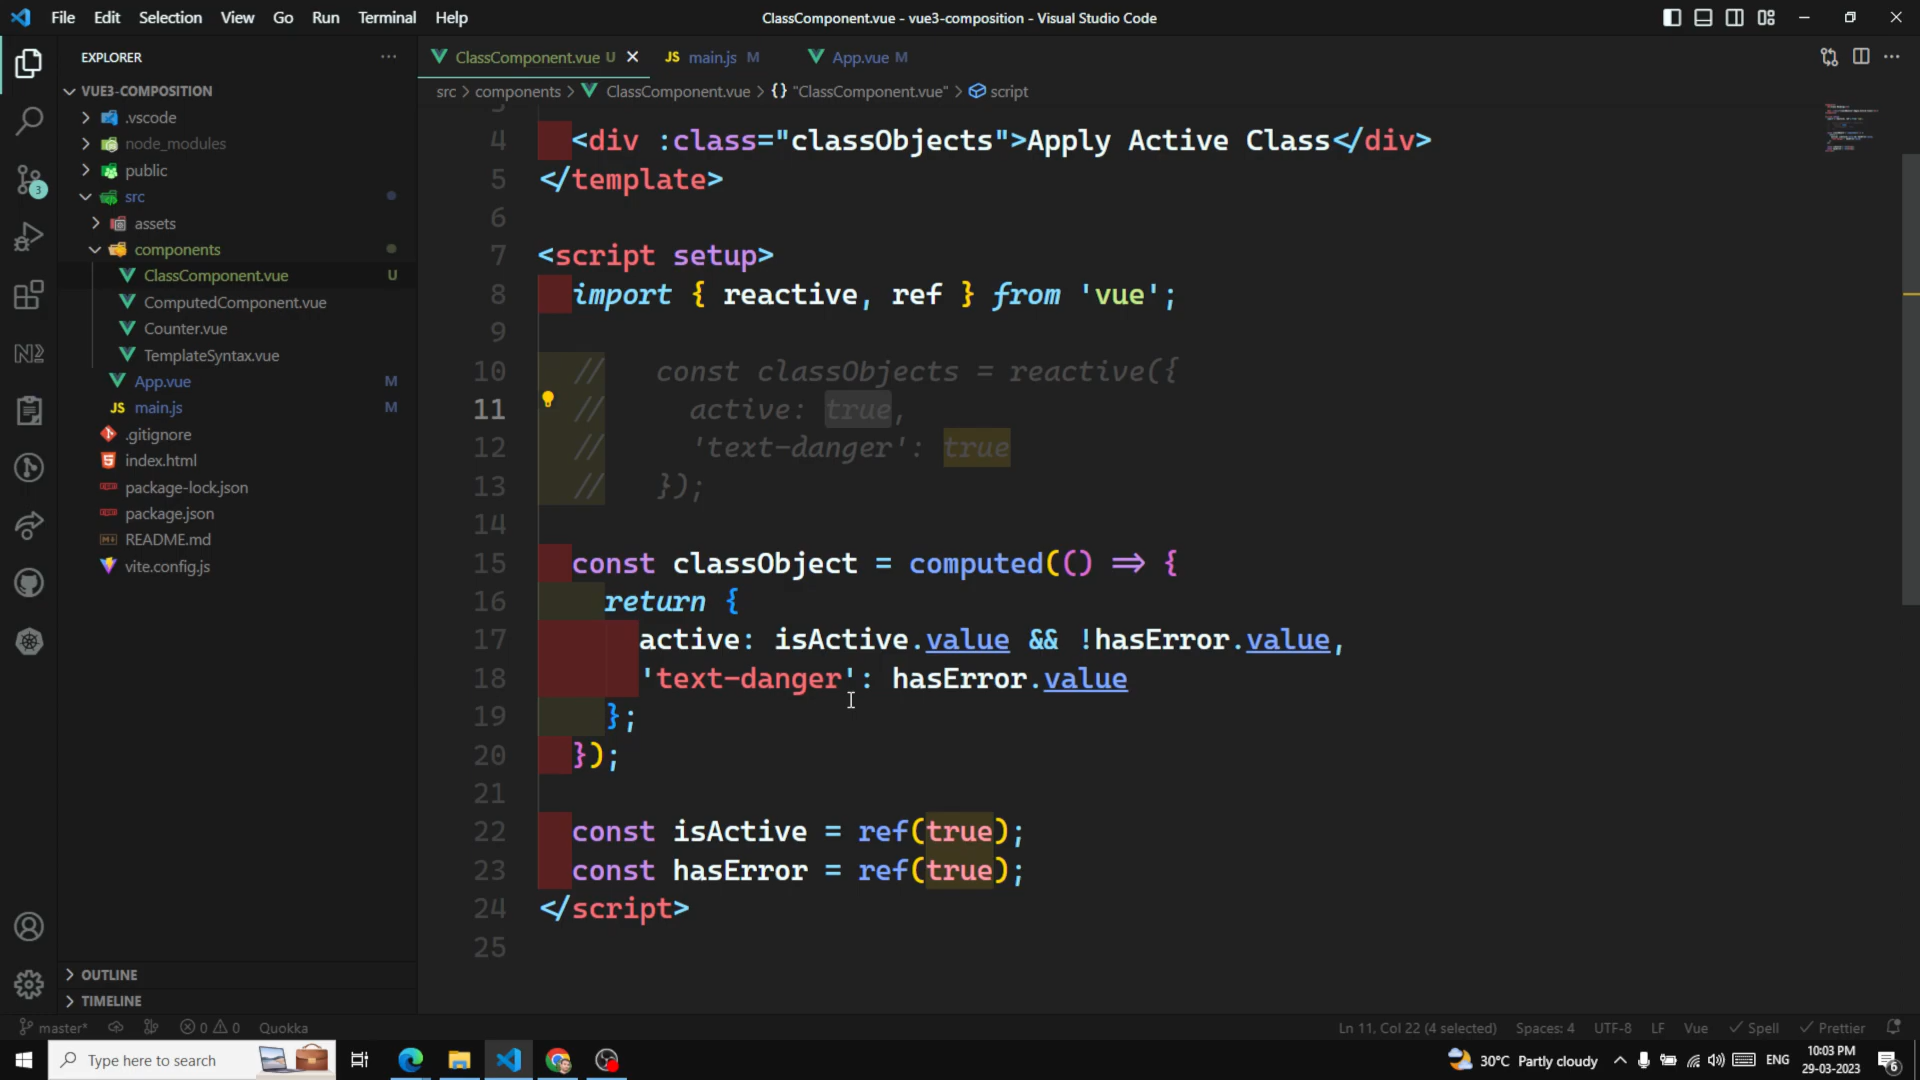 File Edit Selection View Go Run Terminal Help
ClassComponent.vue - vue3-composition - Visual Studio Code
EXPLORER
VUE3-COMPOSITION
.vscode
node_modules
public
src
assets
components
ClassComponent.vue U
ComputedComponent.vue
Counter.vue
TemplateSyntax.vue
App.vue M
JS main.js M
.gitignore
index.html
package-lock.json
package.json
README.md
vite.config.js
OUTLINE
TIMELINE
3
ClassComponent.vue U
JS main.js M
App.vue M
src > components > ClassComponent.vue > {} "ClassComponent.vue" > script
4 <div :class="classObjects">Apply Active Class</div>
5 </template>
6
7 <script setup>
8 import { reactive, ref } from 'vue';
9
10 // const classObjects = reactive({
11 // active: true,
12 // 'text-danger': true
13 // });
14
15 const classObject = computed(() => {
16 return {
17 active: isActive.value && !hasError.value,
18 'text-danger': hasError.value
19 };
20 });
21
22 const isActive = ref(true);
23 const hasError = ref(true);
24 </script>
25
master* 0 0 Quokka
Ln 11, Col 22 (4 selected) Spaces: 4 UTF-8 LF Vue Spell Prettier
Type here to search
30°C Partly cloudy ENG
10:03 PM
29-03-2023
6